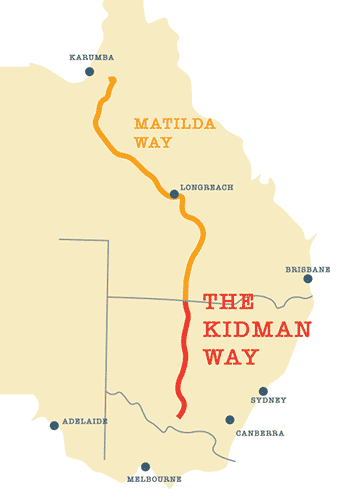 KARUMBA
MATILDA
WAY
LONGREACH
BRISBANE
THE
KIDMAN
WAY
SYDNEY
ADELAIDE
CANBERRA
MELBOURNE